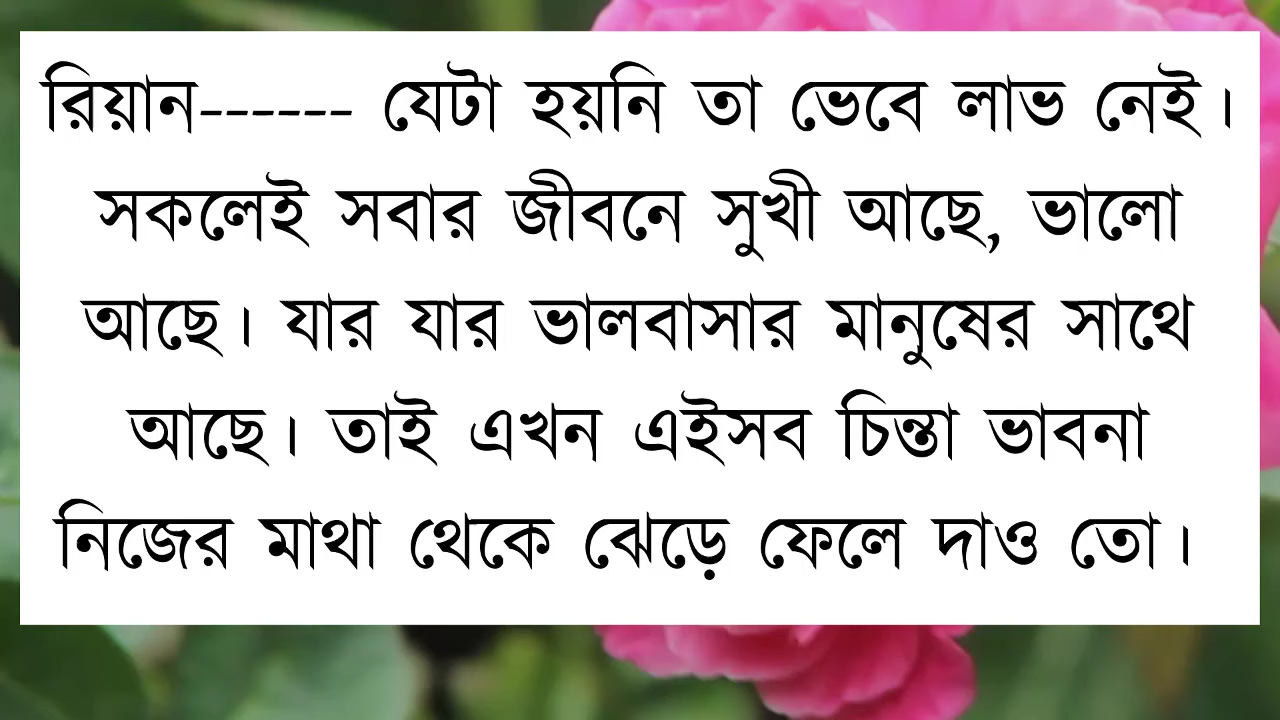 রিয়ান------ যেটা হয়নি তা ভেবে লাভ নেই।
সকলেই সবার জীবনে সুখী আছে, ভালো
আছে। যার যার ভালবাসার মানুষের সাথে
আছে। তাই এখন এইসব চিন্তা ভাবনা
নিজের মাথা থেকে ঝেড়ে ফেলে দাও তো।